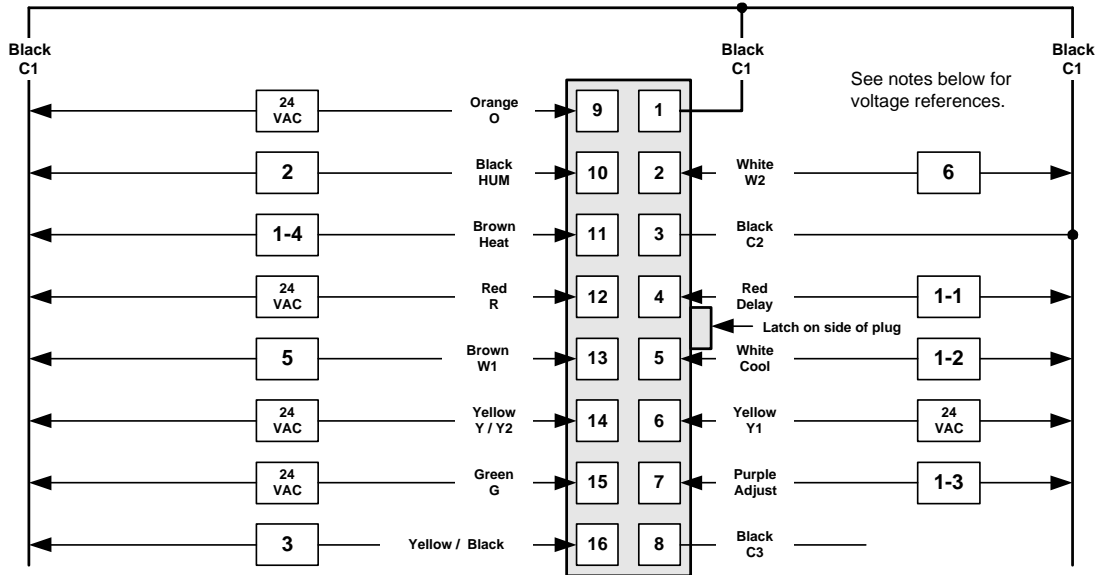 Black
C1
Black
C1
Black
C1
See notes below for
voltage references.
24
VAC
Orange
O
9
1
2
Black
HUM
10
2
White
W2
6
1-4
Brown
Heat
11
3
Black
C2
24
VAC
Red
R
12
4
Red
Delay
1-1
Latch on side of plug
5
Brown
W1
13
5
White
Cool
1-2
24
VAC
Yellow
Y / Y2
14
6
Yellow
Y1
24
VAC
24
VAC
Green
G
15
7
Purple
Adjust
1-3
3
Yellow / Black
16
8
Black
C3